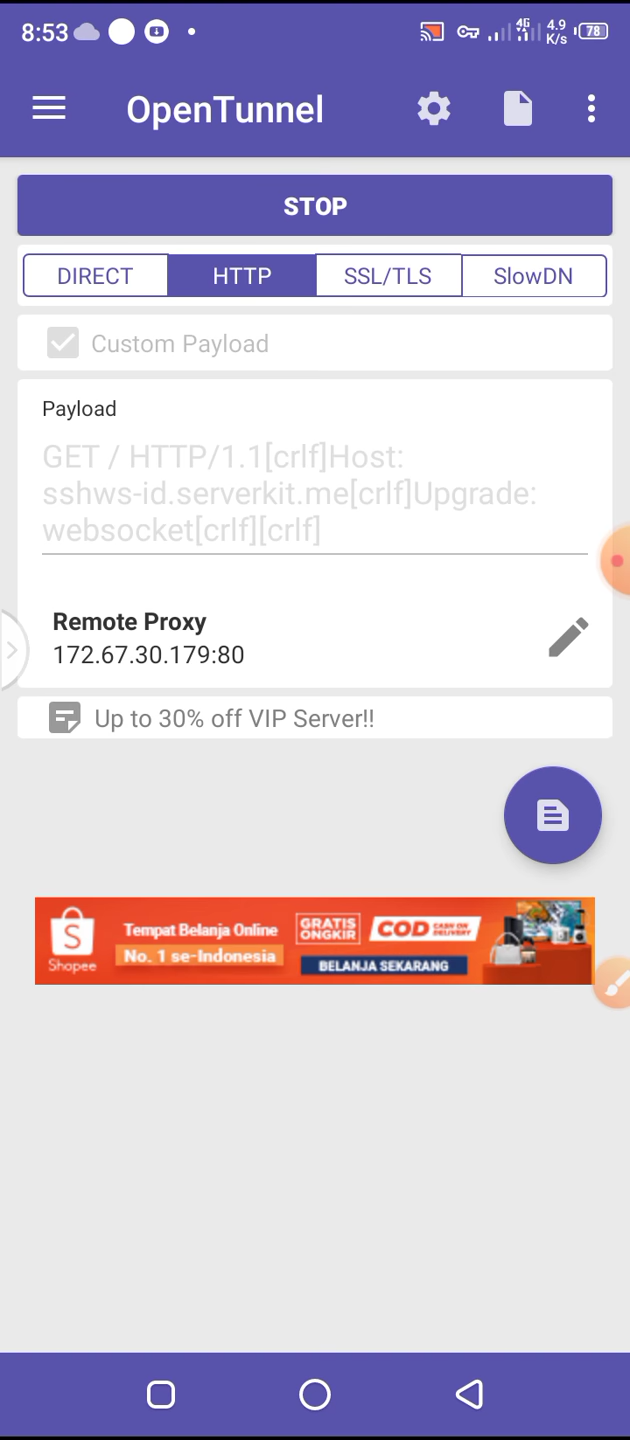 8:53
4G
4.9
K/s
78
OpenTunnel
STOP
DIRECT
HTTP
SSL/TLS
SlowDN
Custom Payload
Payload
GET / HTTP/1.1[crlf]Host:
sshws-id.serverkit.me[crlf]Upgrade:
websocket[crlf][crlf]
Remote Proxy
172.67.30.179:80
Up to 30% off VIP Server!!
S
Shopee
Tempat Belanja Online
No. 1 se-Indonesia
GRATIS
ONGKIR
COD
CASH ON
DELIVERY
BELANJA SEKARANG